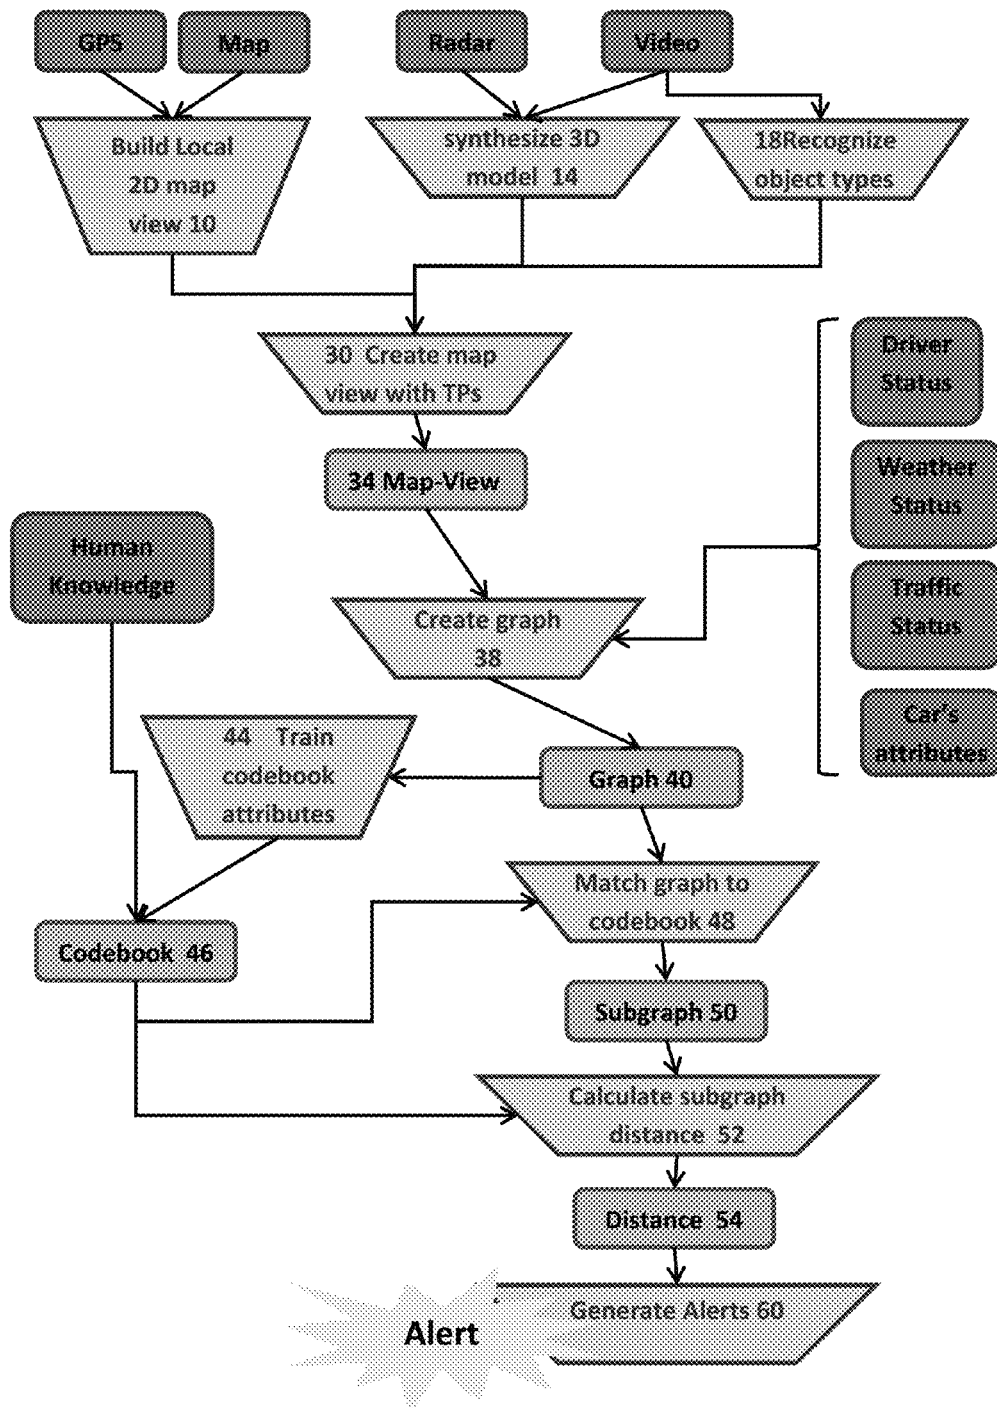 GPS
Map
Radar
Video
Build Local
2D map
view 10
synthesize 3D
model 14
18Recognize
object types
30 Create map
view with TPs
Driver
Status
34 Map-View
Weather
Status
Human
Knowledge
Traffic
Status
Create graph
38
Car's
attributes
44 Train
codebook
attributes
Graph 40
Match graph to
codebook 48
Codebook 46
Subgraph 50
Calculate subgraph
distance 52
Distance 54
Generate Alerts 60
Alert